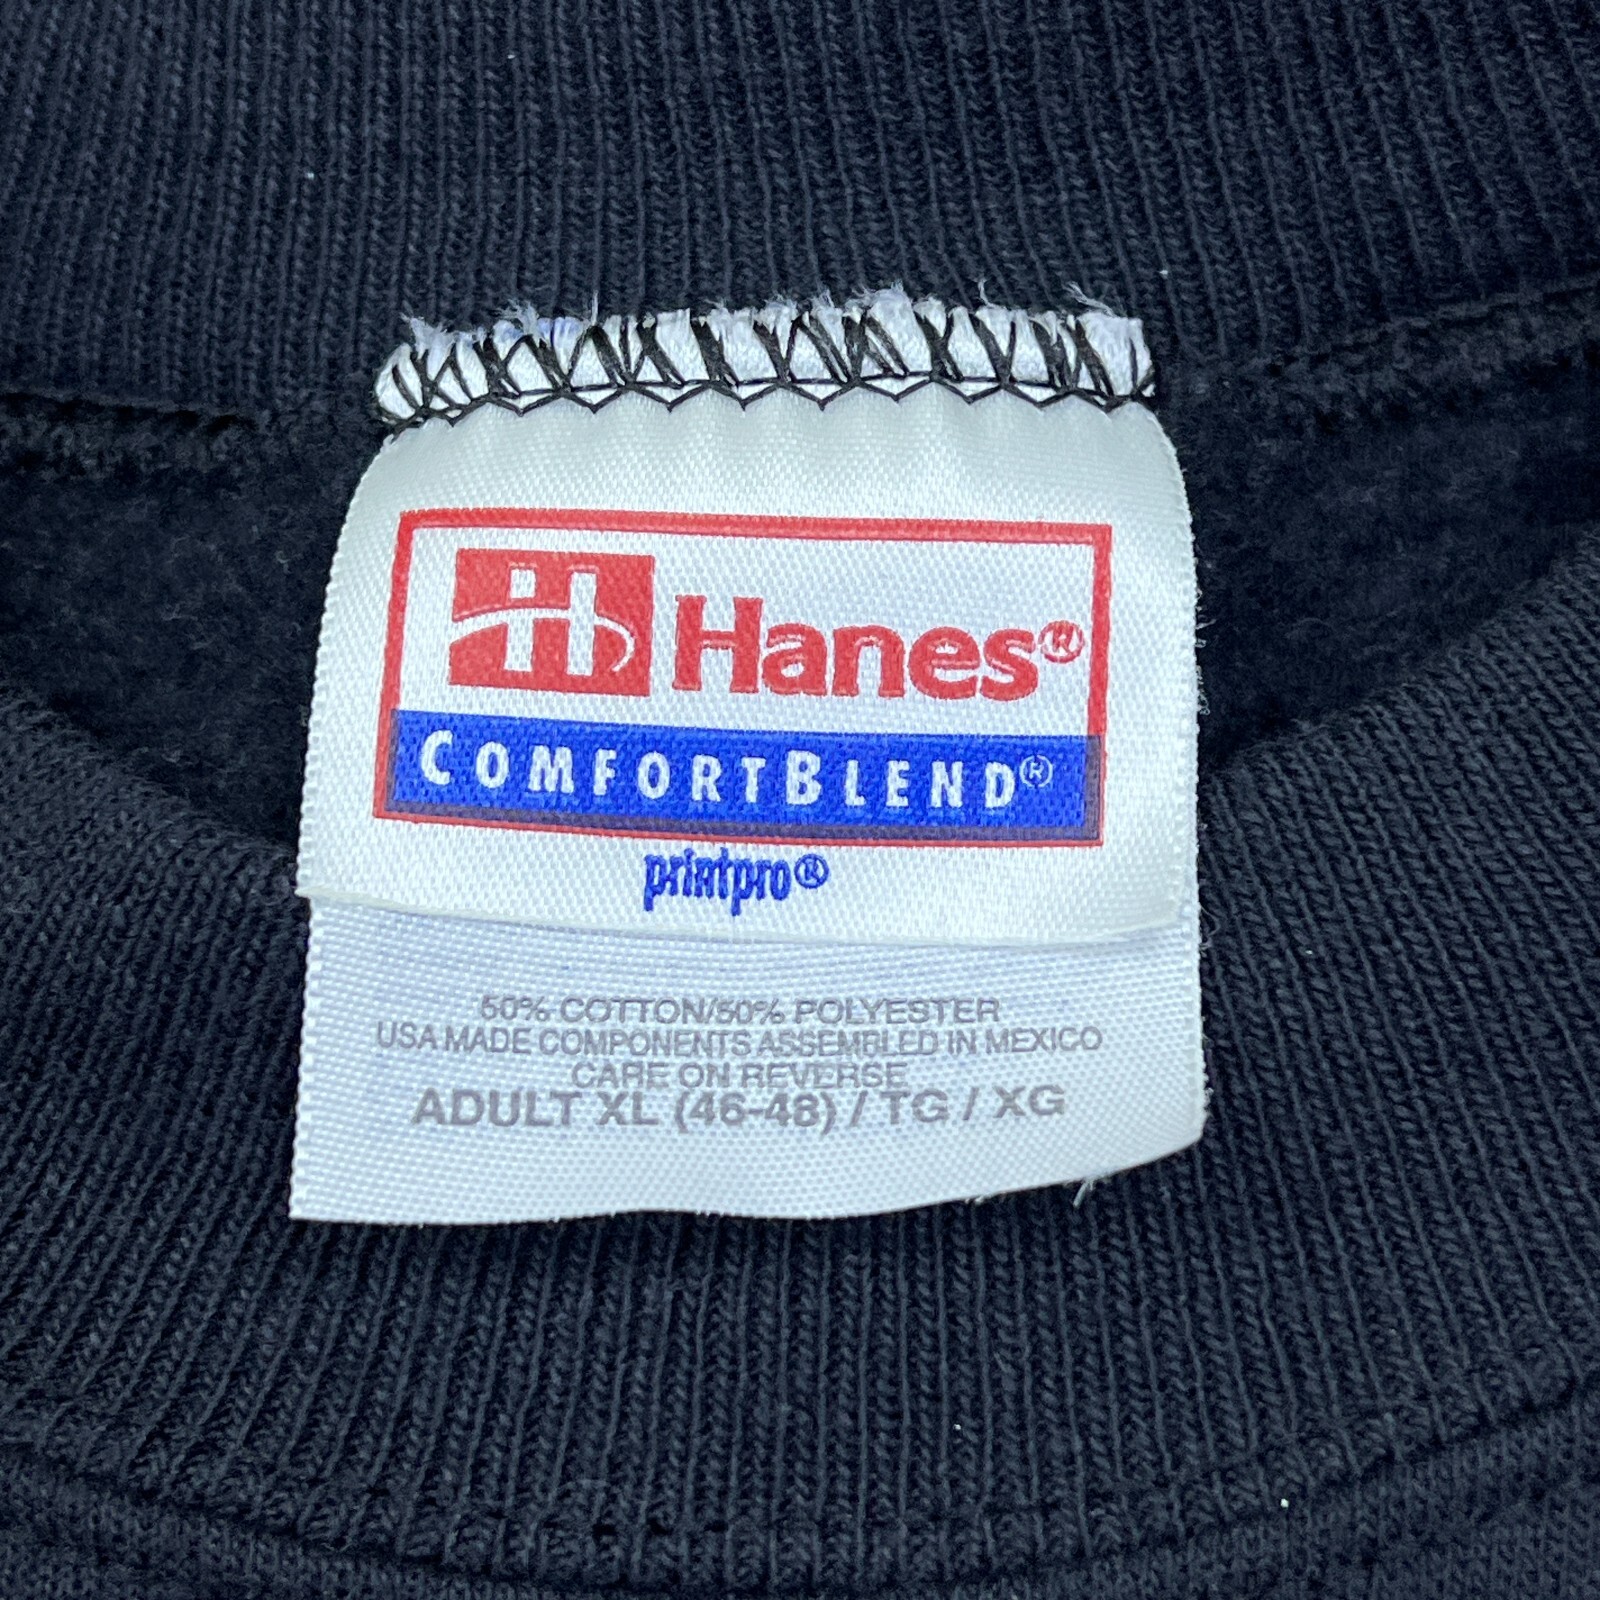 H Hanes®
COMFORTBLEND®
printpro®
50% COTTON/50% POLYESTER
USA MADE COMPONENTS ASSEMBLED IN MEXICO
CARE ON REVERSE
ADULT XL (46-48) / TG / XG